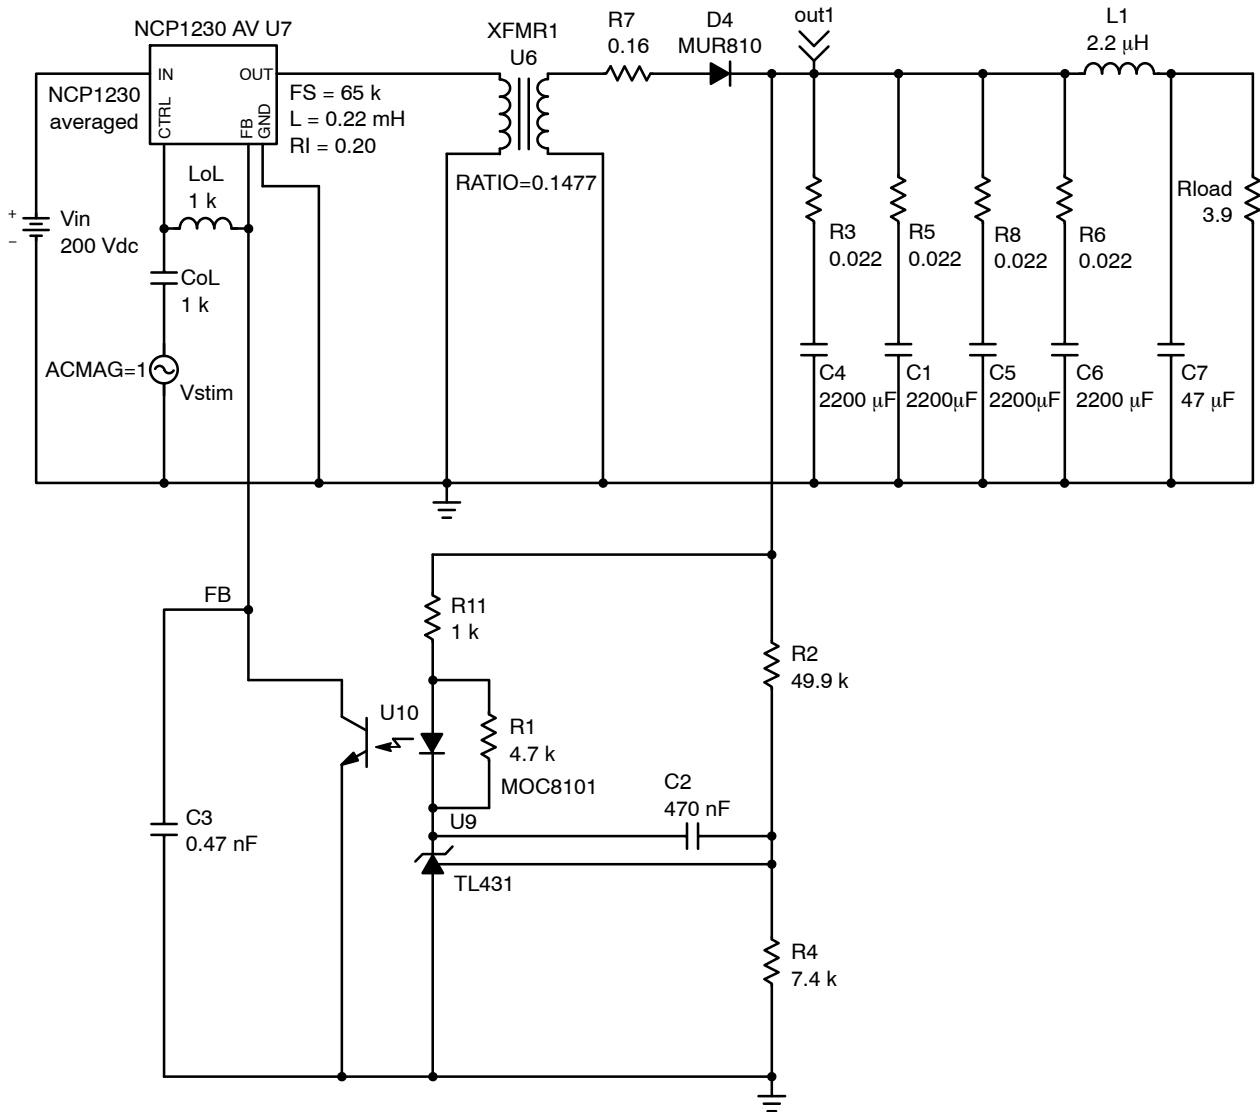 NCP1230 AV U7
IN
OUT
CTRL
FB
GND
NCP1230
averaged
FS = 65 k
L = 0.22 mH
RI = 0.20
XFMR1
U6
RATIO=0.1477
R7
0.16
D4
MUR810
out1
L1
2.2 μH
LoL
1 k
+
−
Vin
200 Vdc
CoL
1 k
ACMAG=1
Vstim
R3
0.022
R5
0.022
R8
0.022
R6
0.022
Rload
3.9
C4
2200 μF
C1
2200μF
C5
2200μF
C6
2200 μF
C7
47 μF
FB
R11
1 k
R2
49.9 k
U10
R1
4.7 k
MOC8101
C2
470 nF
U9
C3
0.47 nF
TL431
R4
7.4 k